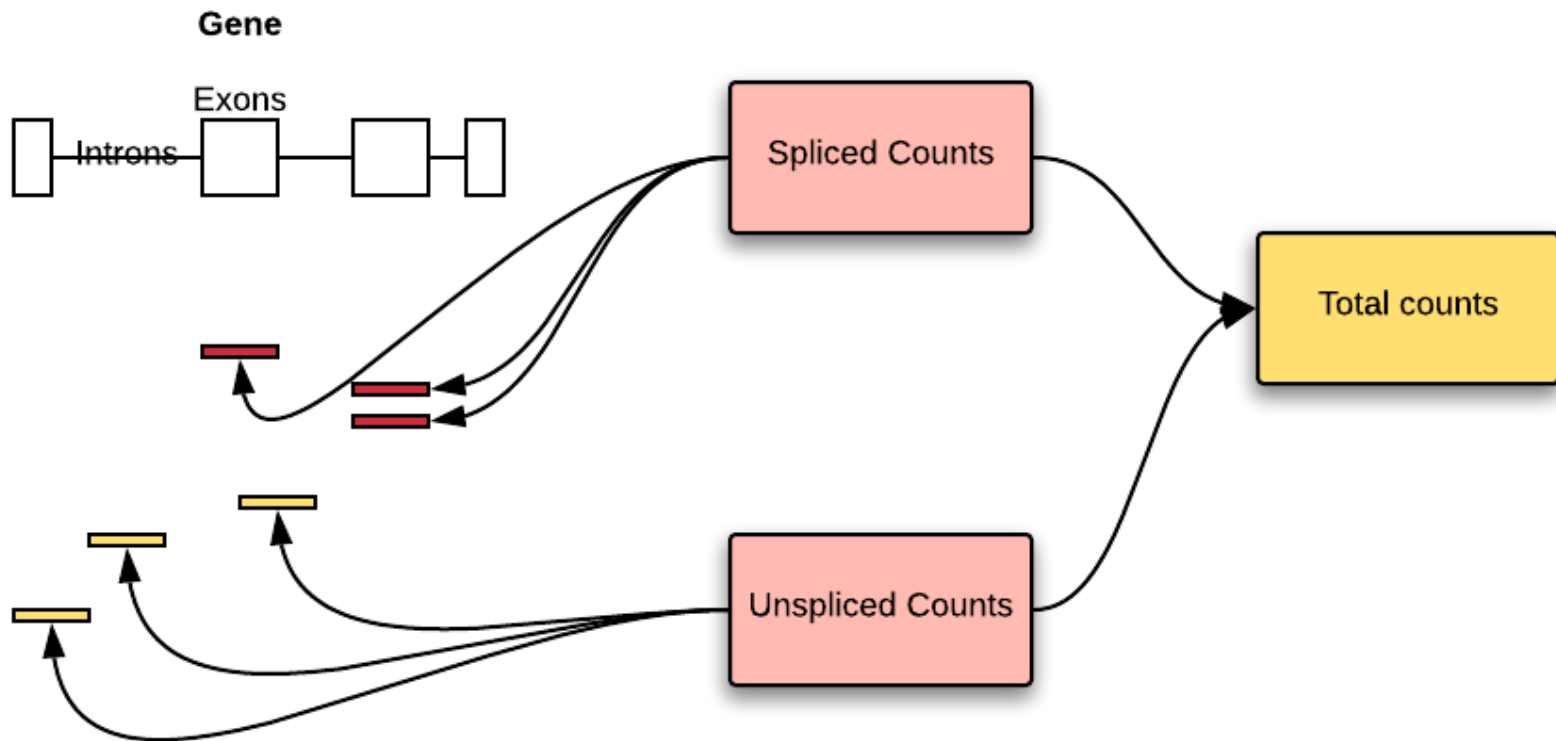 Gene
Exons
Introns
Spliced Counts
Total counts
Unspliced Counts